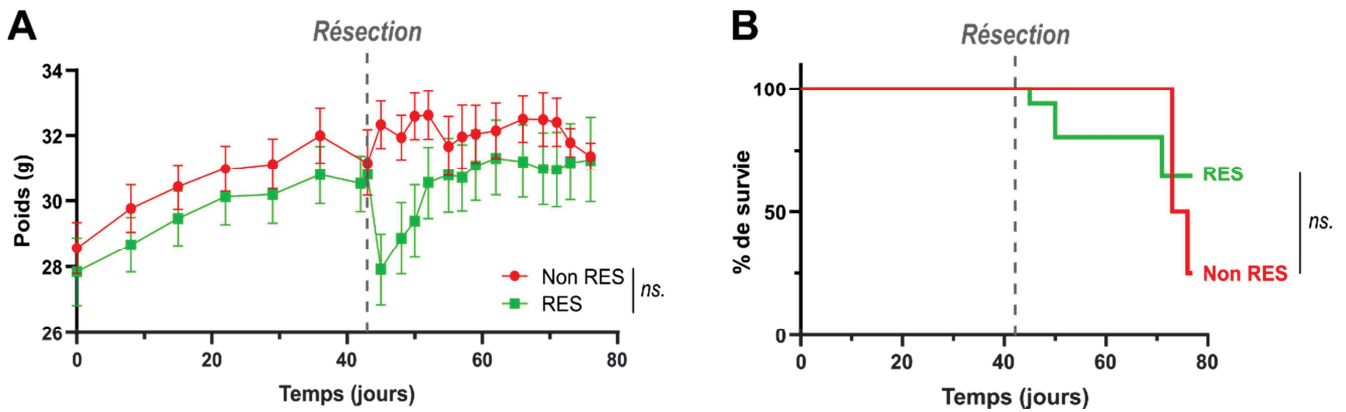 A
Résection
34
32
30
28
26
Poids (g)
Non RES
RES
ns.
0
20
40
60
80
Temps (jours)
B
Résection
100
50
0
% de survie
RES
Non RES
ns.
0
20
40
60
80
Temps (jours)